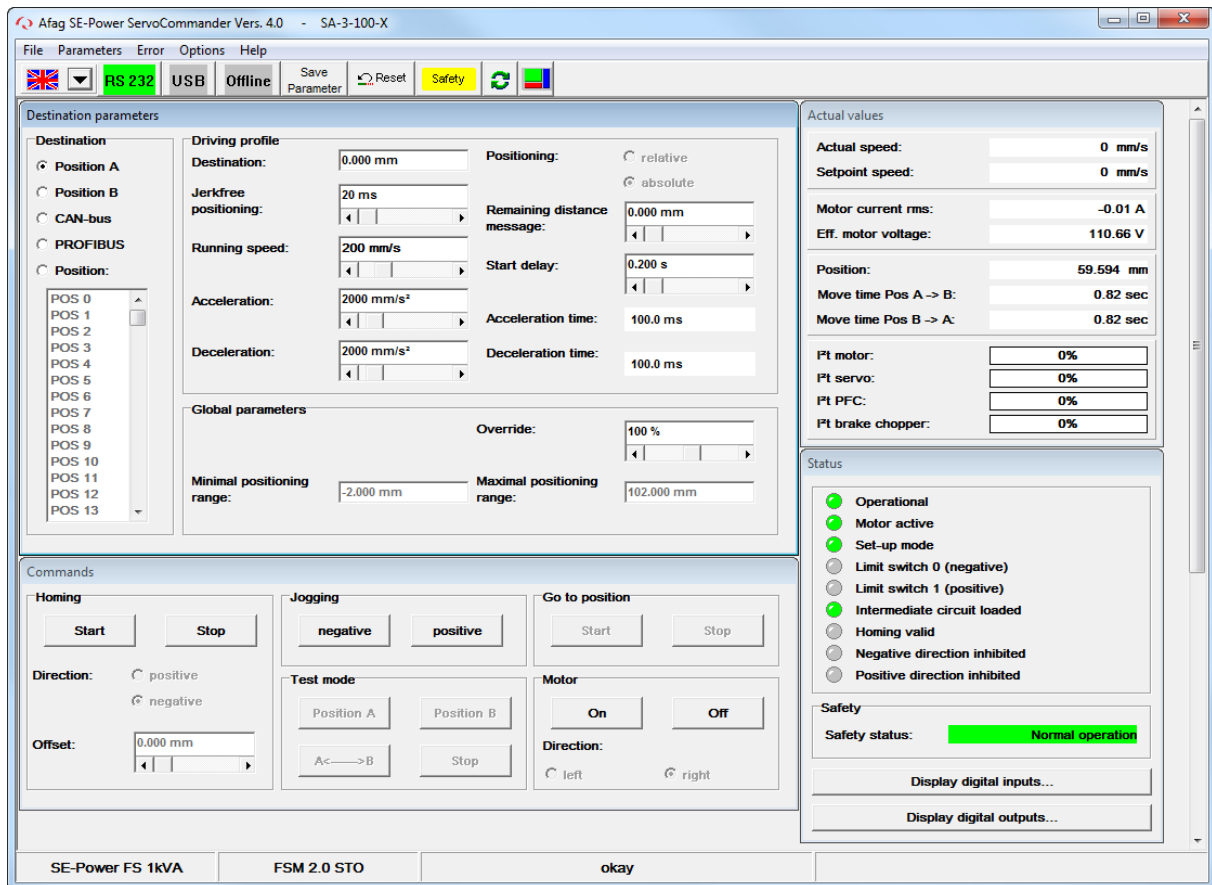 Afag SE-Power ServoCommander Vers. 4.0 - SA-3-100-X
File Parameters Error Options Help
RS 232 USB Offline Save Parameter Reset Safety
Destination parameters
Destination
Position A
Position B
CAN-bus
PROFIBUS
Position:
POS 0
POS 1
POS 2
POS 3
POS 4
POS 5
POS 6
POS 7
POS 8
POS 9
POS 10
POS 11
POS 12
POS 13
Driving profile
Destination: 0.000 mm
Jerkfree positioning: 20 ms
Running speed: 200 mm/s
Acceleration: 2000 mm/s²
Deceleration: 2000 mm/s²
Positioning: relative
absolute
Remaining distance message: 0.000 mm
Start delay: 0.200 s
Acceleration time: 100.0 ms
Deceleration time: 100.0 ms
Global parameters
Override: 100 %
Minimal positioning range: -2.000 mm
Maximal positioning range: 102.000 mm
Commands
Homing
Start Stop
Direction: positive
negative
Offset: 0.000 mm
Jogging
negative positive
Test mode
Position A Position B
A<--->B Stop
Go to position
Start Stop
Motor
On Off
Direction:
left right
Actual values
Actual speed: 0 mm/s
Setpoint speed: 0 mm/s
Motor current rms: -0.01 A
Eff. motor voltage: 110.66 V
Position: 59.594 mm
Move time Pos A -> B: 0.82 sec
Move time Pos B -> A: 0.82 sec
I²t motor: 0%
I²t servo: 0%
I²t PFC: 0%
I²t brake chopper: 0%
Status
Operational
Motor active
Set-up mode
Limit switch 0 (negative)
Limit switch 1 (positive)
Intermediate circuit loaded
Homing valid
Negative direction inhibited
Positive direction inhibited
Safety
Safety status: Normal operation
Display digital inputs...
Display digital outputs...
SE-Power FS 1kVA FSM 2.0 STO okay